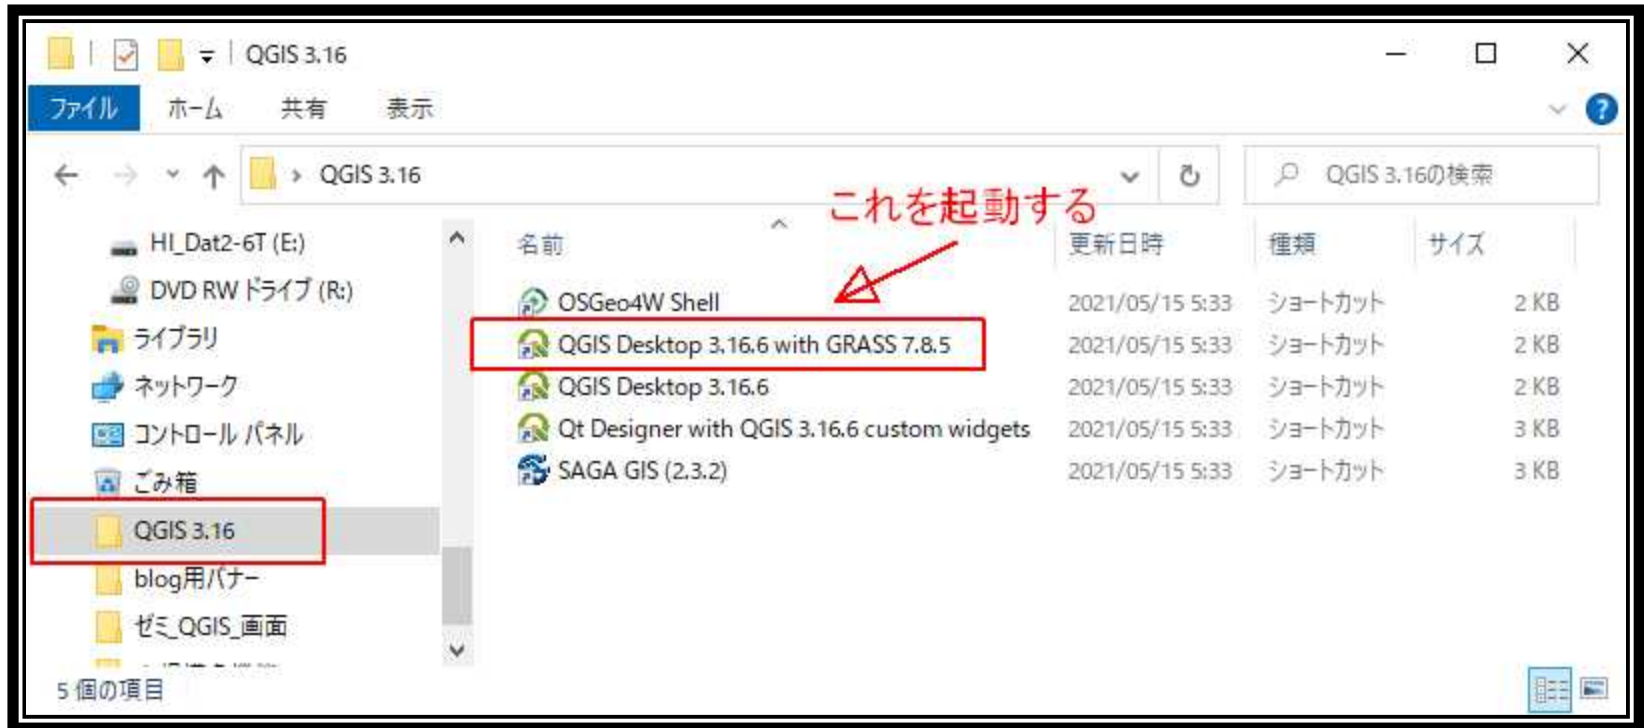 QGIS 3.16
ファイル ホーム 共有 表示
QGIS 3.16 QGIS 3.16の検索
これを起動する
名前 更新日時 種類 サイズ
HI_Dat2-6T (E:)
DVD RW ドライブ (R:)
ライブラリ
ネットワーク
コントロール パネル
ごみ箱
QGIS 3.16
blog用バナー
ゼミ_QGIS_画面
OSGeo4W Shell 2021/05/15 5:33 ショートカット 2 KB
QGIS Desktop 3.16.6 with GRASS 7.8.5 2021/05/15 5:33 ショートカット 2 KB
QGIS Desktop 3.16.6 2021/05/15 5:33 ショートカット 2 KB
Qt Designer with QGIS 3.16.6 custom widgets 2021/05/15 5:33 ショートカット 3 KB
SAGA GIS (2.3.2) 2021/05/15 5:33 ショートカット 3 KB
5 個の項目